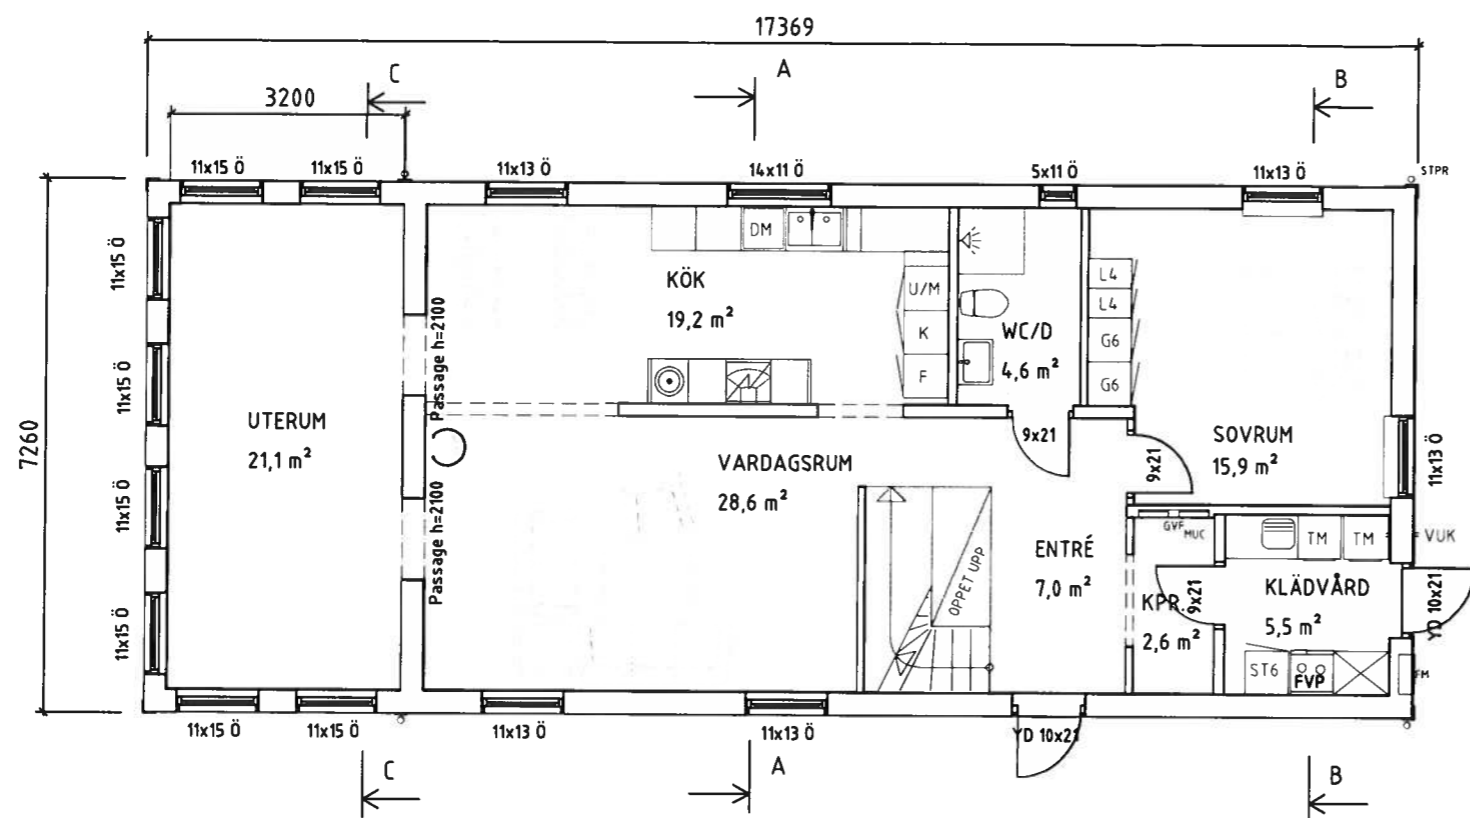 17369
C
A
B
3200
11x15 Ö
11x15 Ö
11x13 Ö
14x11 Ö
5x11 Ö
11x13 Ö
STPR
11x15 Ö
11x15 Ö
11x15 Ö
11x15 Ö
7260
DM
KÖK
19,2 m²
U/M
K
F
WC/D
4,6 m²
L4
L4
G6
G6
Passage h=2100
Passage h=2100
UTERUM
21,1 m²
VARDAGSRUM
28,6 m²
9x21
9x21
SOVRUM
15,9 m²
11x13 Ö
ÖPPET UPP
ENTRÉ
7,0 m²
GVF
MUC
TM
TM
VUK
KPR.
2,6 m²
9x21
KLÄDVÅRD
5,5 m²
YD 10x21
ST6
FVP
FM
11x15 Ö
11x15 Ö
11x13 Ö
11x13 Ö
YD 10x21
C
A
B